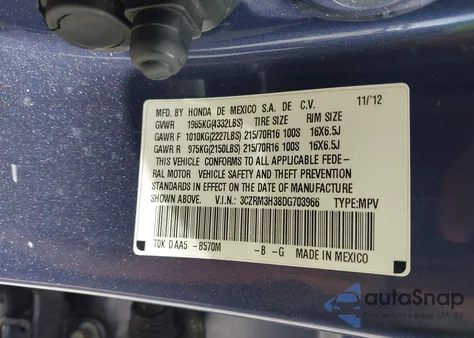 MFD. BY HONDA DE MEXICO S.A. DE C.V. 11/'12
GVWR 1965KG(4332LBS) TIRE SIZE RIM SIZE
GAWR F 1010KG(2227LBS) 215/70R16 100S 16X6.5J
GAWR R 975KG(2150LBS) 215/70R16 100S 16X6.5J
THIS VEHICLE CONFORMS TO ALL APPLICABLE FEDE-
RAL MOTOR VEHICLE SAFETY AND THEFT PREVENTION
STANDARDS IN EFFECT ON THE DATE OF MANUFACTURE
SHOWN ABOVE. V.I.N.: 3CZRM3H38DG703966 TYPE:MPV
TOK DAA5 -B570M -B -G MADE IN MEXICO
autoSnap